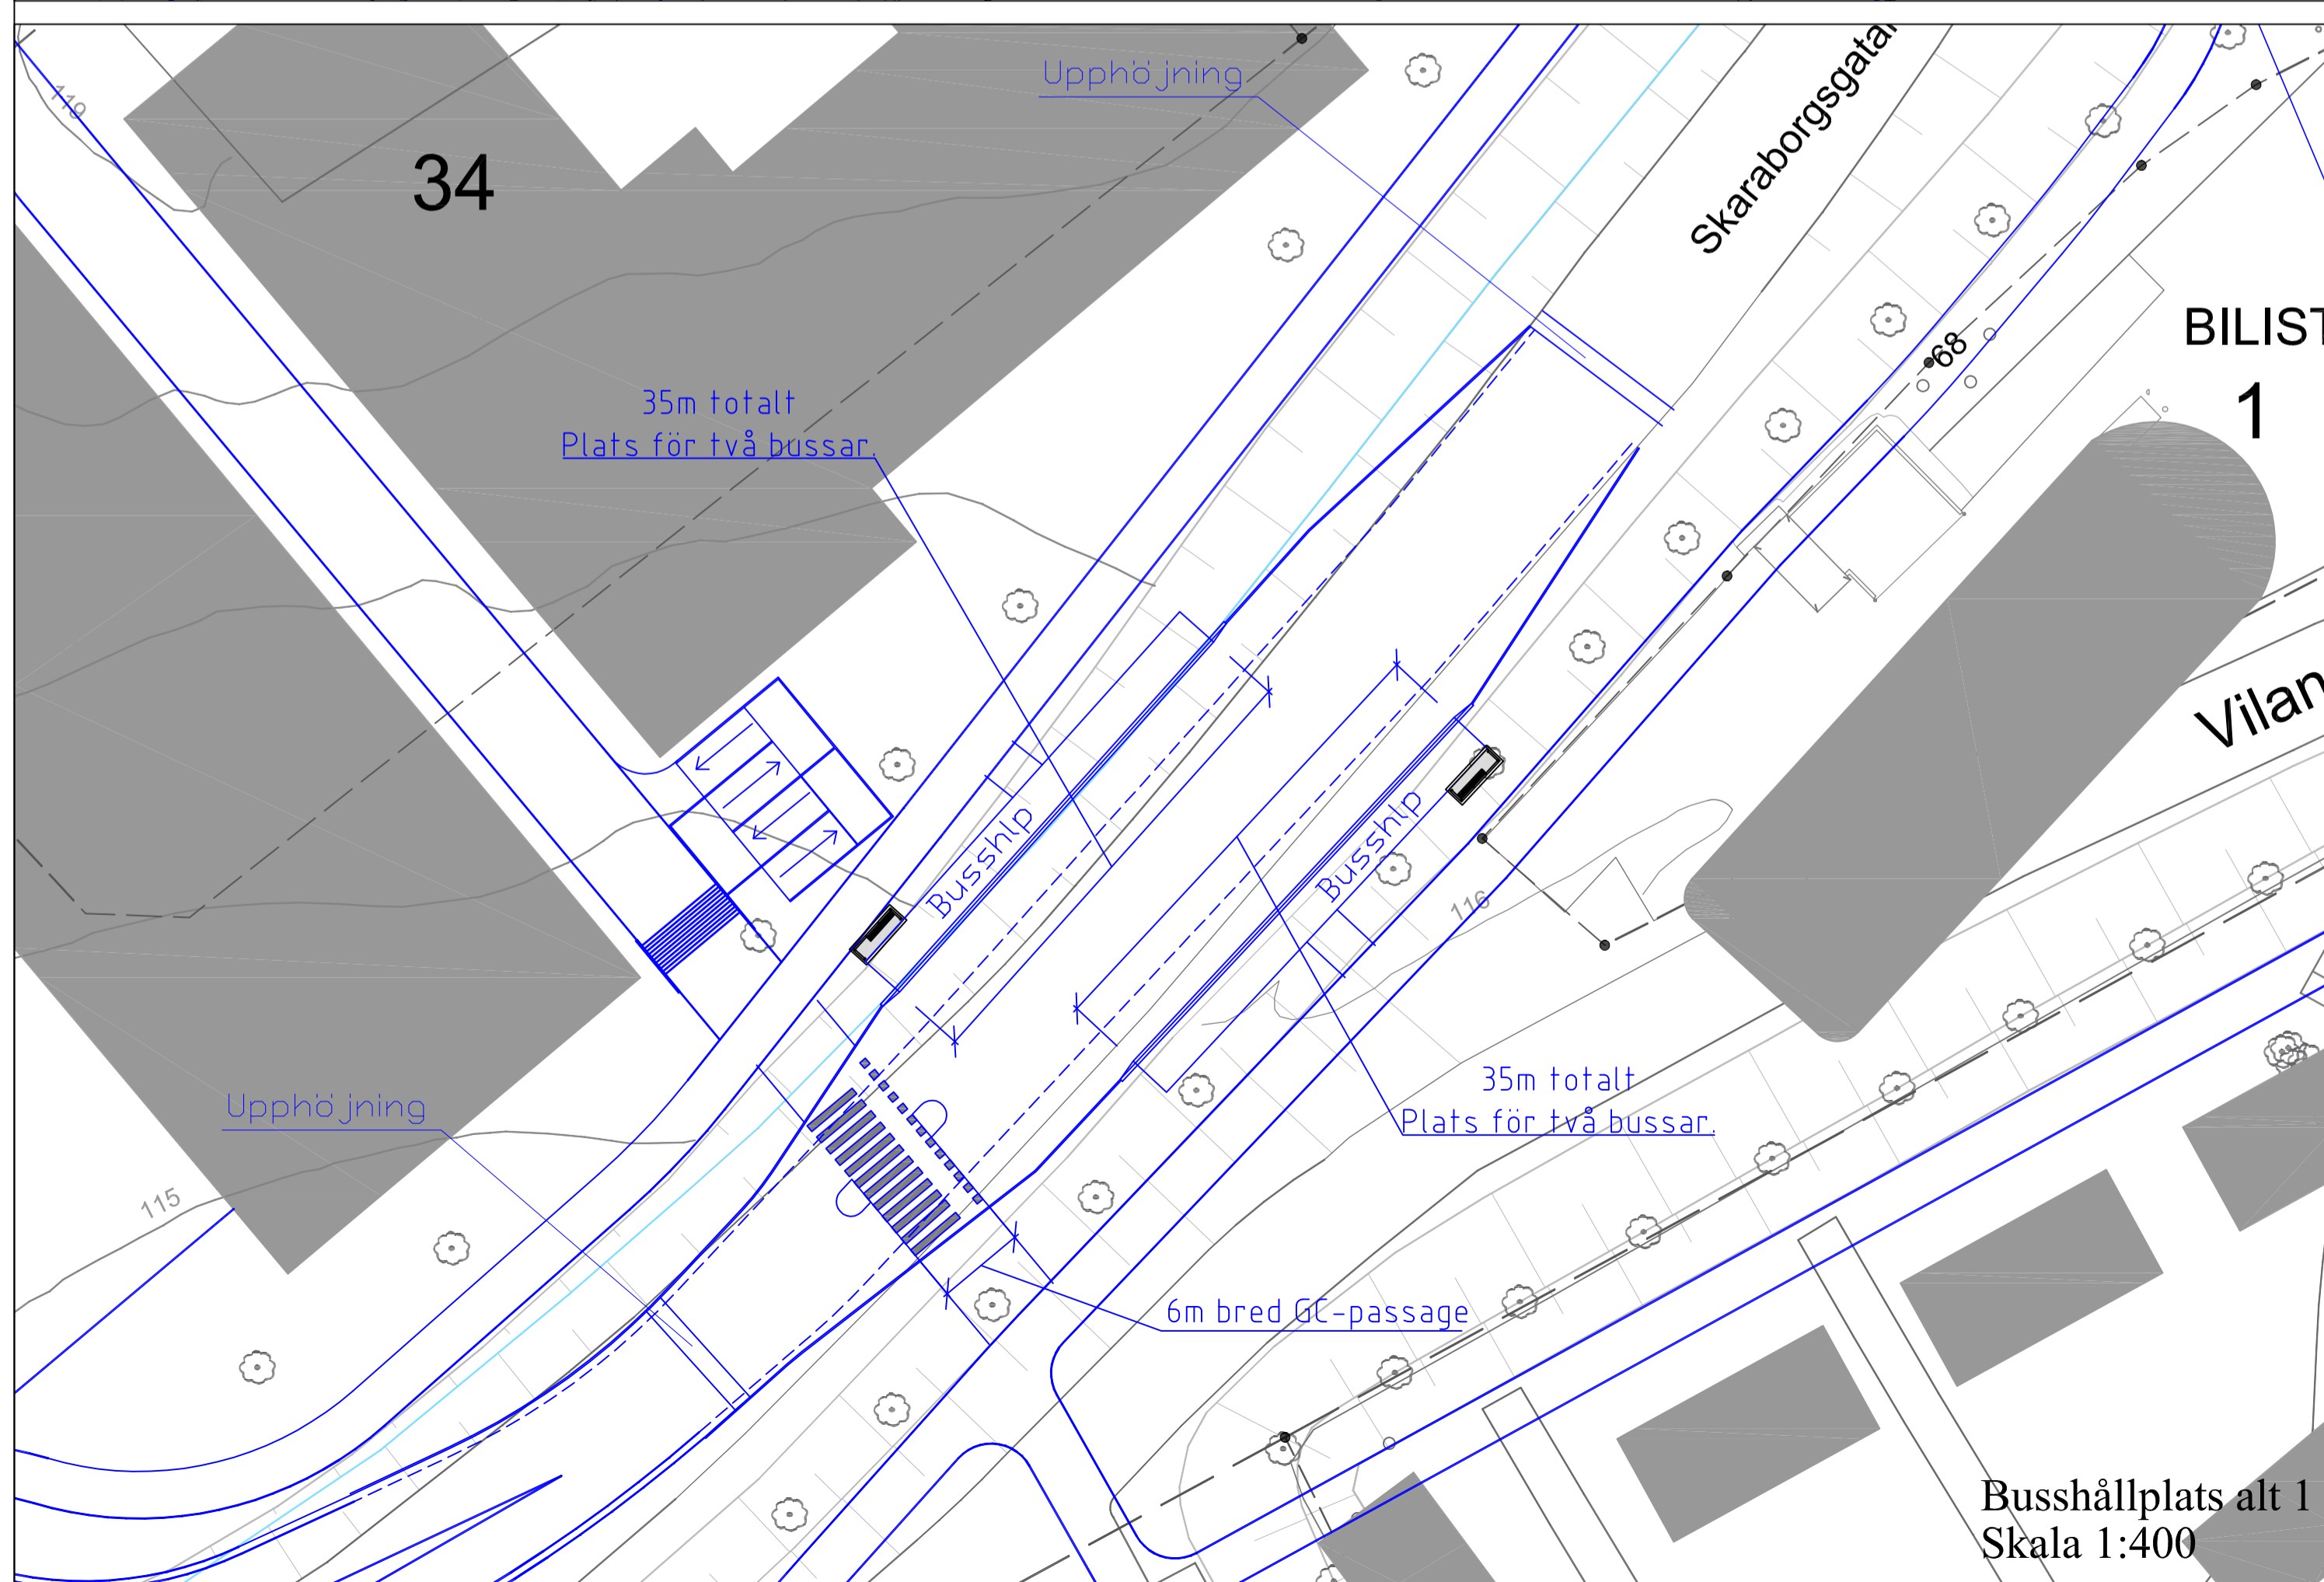 Upphöjning
Skaraborgsgatan
119
34
68
BILIST
1
35m totalt
Plats för två bussar.
Vilan
Busshlp
Busshlp
116
35m totalt
Plats för två bussar.
Upphöjning
115
6m bred GC-passage
Busshållplats alt 1
Skala 1:400